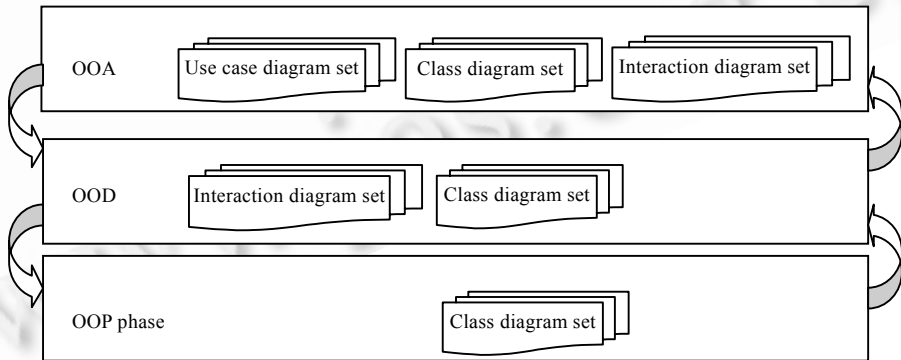 OOA
Use case diagram set
Class diagram set
Interaction diagram set
OOD
Interaction diagram set
Class diagram set
OOP phase
Class diagram set